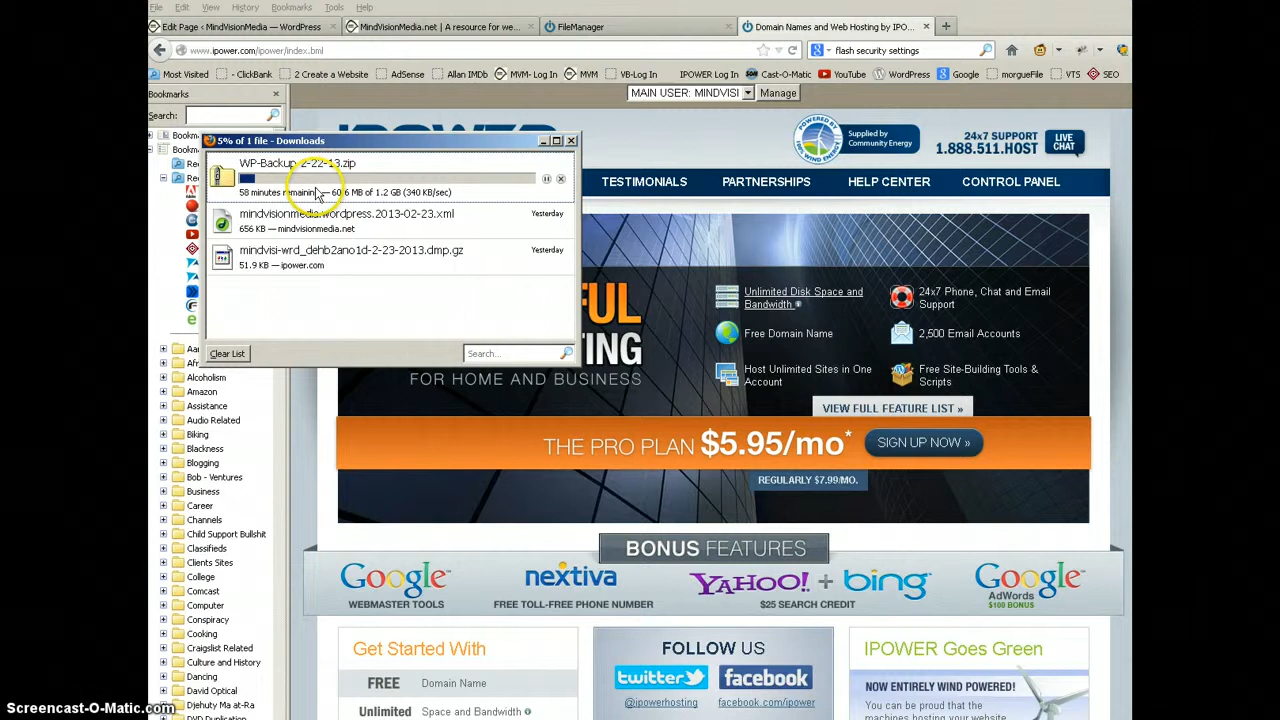 File Edit View History Bookmarks Tools Help
Edit Page ‹ MindVisionMedia — WordPress
MindVisionMedia.net | A resource for we...
FileManager
Domain Names and Web Hosting by IPO...
www.ipower.com/ipower/index.bml
flash security settings
Most Visited
- ClickBank
2 Create a Website
AdSense
Allan IMDb
MVM- Log In
MVM
VB-Log In
IPOWER Log In
Cast-O-Matic
YouTube
WordPress
Google
morgueFile
VTS
SEO
Bookmarks
Search:
MAIN USER: MINDVISI
Manage
5% of 1 file - Downloads
WP-Backup-2-22-13.zip
58 minutes remaining — 60.6 MB of 1.2 GB (340 KB/sec)
mindvisionmedia.wordpress.2013-02-23.xml
Yesterday
656 KB — mindvisionmedia.net
mindvisi-wrd_dehb2ano1d-2-23-2013.dmp.gz
Yesterday
51.9 KB — ipower.com
Clear List
Search...
POWERED BY
100% WIND ENERGY
Supplied by
Community Energy
24x7 SUPPORT
1.888.511.HOST
LIVE
CHAT
TESTIMONIALS
PARTNERSHIPS
HELP CENTER
CONTROL PANEL
FOR HOME AND BUSINESS
Unlimited Disk Space and
Bandwidth
24x7 Phone, Chat and Email
Support
Free Domain Name
2,500 Email Accounts
Host Unlimited Sites in One
Account
Free Site-Building Tools &
Scripts
VIEW FULL FEATURE LIST »
THE PRO PLAN $5.95/mo*
SIGN UP NOW »
REGULARLY $7.99/MO.
BONUS FEATURES
Google
WEBMASTER TOOLS
nextiva
FREE TOLL-FREE PHONE NUMBER
YAHOO! + bing
$25 SEARCH CREDIT
Google
AdWords
$100 BONUS
Get Started With
FREE
Domain Name
Unlimited
Space and Bandwidth
FOLLOW US
twitter
@ipowerhosting
facebook
facebook.com/ipower
IPOWER Goes Green
NOW ENTIRELY WIND POWERED!
You can be proud that the
machines hosting your website
Alcoholism
Amazon
Assistance
Audio Related
Biking
Blackness
Blogging
Bob - Ventures
Business
Career
Channels
Child Support Bullshit
Classifieds
Clients Sites
College
Comcast
Computer
Conspiracy
Cooking
Craigslist Related
Culture and History
Dancing
David Optical
Djehuty Ma at-Ra
Screencast-O-Matic.com